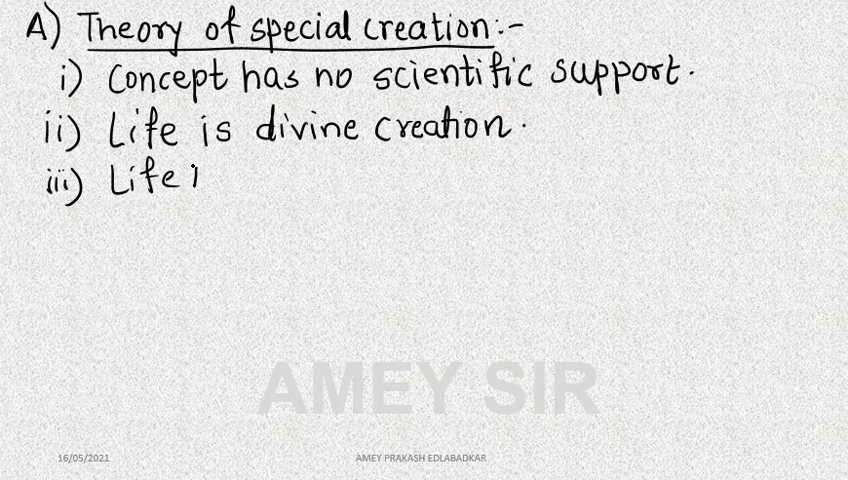 A) Theory of special creation:-
i) Concept has no scientific support.
ii) Life is divine creation.
iii) Life i
AMEY SIR
16/05/2021 AMEY PRAKASH EDLABADKAR